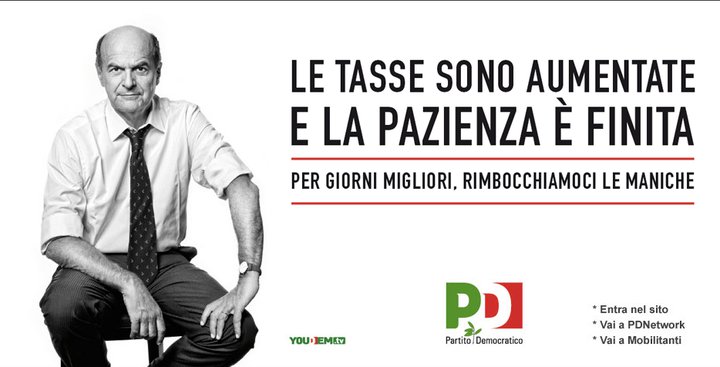 LE TASSE SONO AUMENTATE
E LA PAZIENZA È FINITA
PER GIORNI MIGLIORI, RIMBOCCHIAMOCI LE MANICHE
YOUDEM.TV
PD
Partito Democratico
* Entra nel sito
* Vai a PDNetwork
* Vai a Mobilitanti